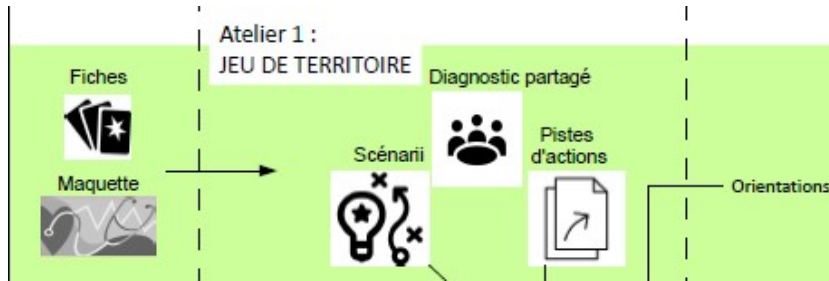 Atelier 1 :
JEU DE TERRITOIRE
Fiches
Maquette
Diagnostic partagé
Scénarii
Pistes
d'actions
Orientations